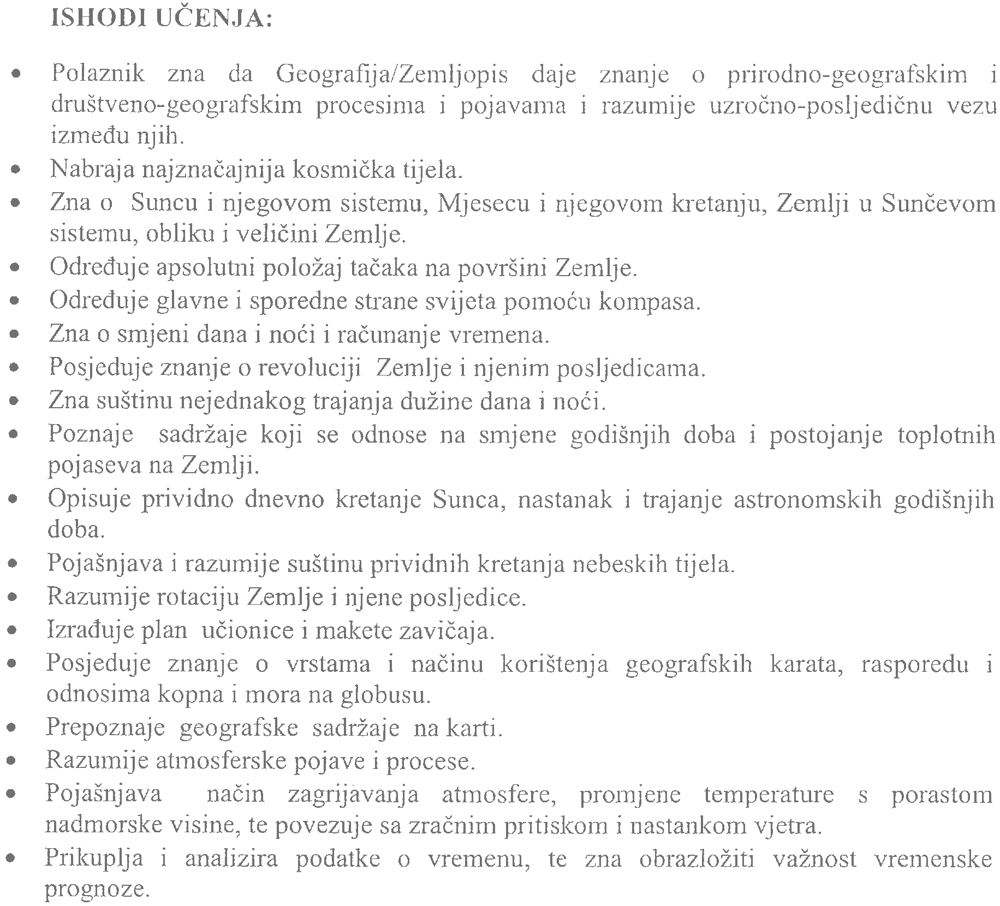 ISHODI UČENJA:
• Polaznik zna da Geografija/Zemljopis daje znanje o prirodno-geografskim i
društveno-geografskim procesima i pojavama i razumije uzročno-posljedičnu vezu
između njih.
• Nabraja najznačajnija kosmička tijela.
• Zna o Suncu i njegovom sistemu, Mjesecu i njegovom kretanju, Zemlji u Sunčevom
sistemu, obliku i veličini Zemlje.
• Određuje apsolutni položaj tačaka na površini Zemlje.
• Određuje glavne i sporedne strane svijeta pomoću kompasa.
• Zna o smjeni dana i noći i računanje vremena.
• Posjeduje znanje o revoluciji Zemlje i njenim posljedicama.
• Zna suštinu nejednakog trajanja dužine dana i noći.
• Poznaje sadržaje koji se odnose na smjene godišnjih doba i postojanje toplotnih
pojaseva na Zemlji.
• Opisuje prividno dnevno kretanje Sunca, nastanak i trajanje astronomskih godišnjih
doba.
• Pojašnjava i razumije suštinu prividnih kretanja nebeskih tijela.
• Razumije rotaciju Zemlje i njene posljedice.
• Izrađuje plan učionice i makete zavičaja.
• Posjeduje znanje o vrstama i načinu korištenja geografskih karata, rasporedu i
odnosima kopna i mora na globusu.
• Prepoznaje geografske sadržaje na karti.
• Razumije atmosferske pojave i procese.
• Pojašnjava način zagrijavanja atmosfere, promjene temperature s porastom
nadmorske visine, te povezuje sa zračnim pritiskom i nastankom vjetra.
• Prikuplja i analizira podatke o vremenu, te zna obrazložiti važnost vremenske
prognoze.